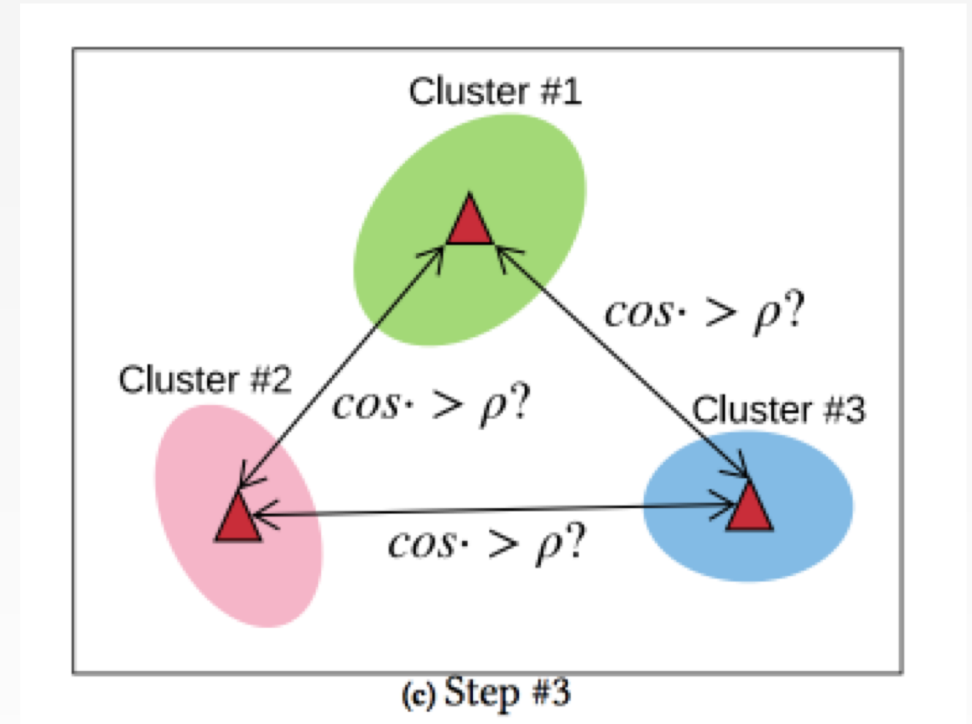 Cluster #1
cos· > ρ?
Cluster #2
cos· > ρ?
Cluster #3
cos· > ρ?
(c) Step #3